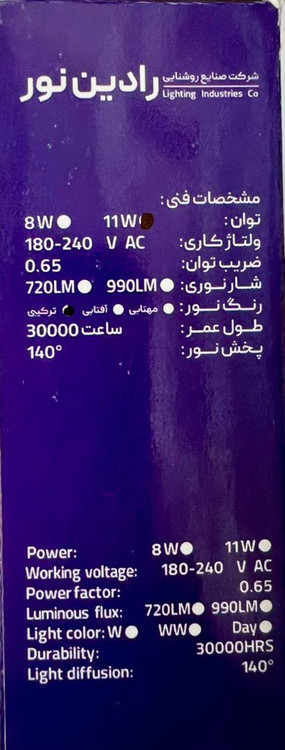 رادین نور شرکت صنایع روشنایی
Lighting Industries Co
مشخصات فنی:
توان: 11W 8W
ولتاژ کاری: 180-240 V AC
ضریب توان: 0.65
شار نوری: 990LM 720LM
رنگ نور: مهتابی آفتابی ترکیبی
طول عمر: 30000 ساعت
پخش نور: 140°
Power: 8W 11W
Working voltage: 180-240 V AC
Power factor: 0.65
Luminous flux: 720LM 990LM
Light color: W WW Day
Durability: 30000HRS
Light diffusion: 140°